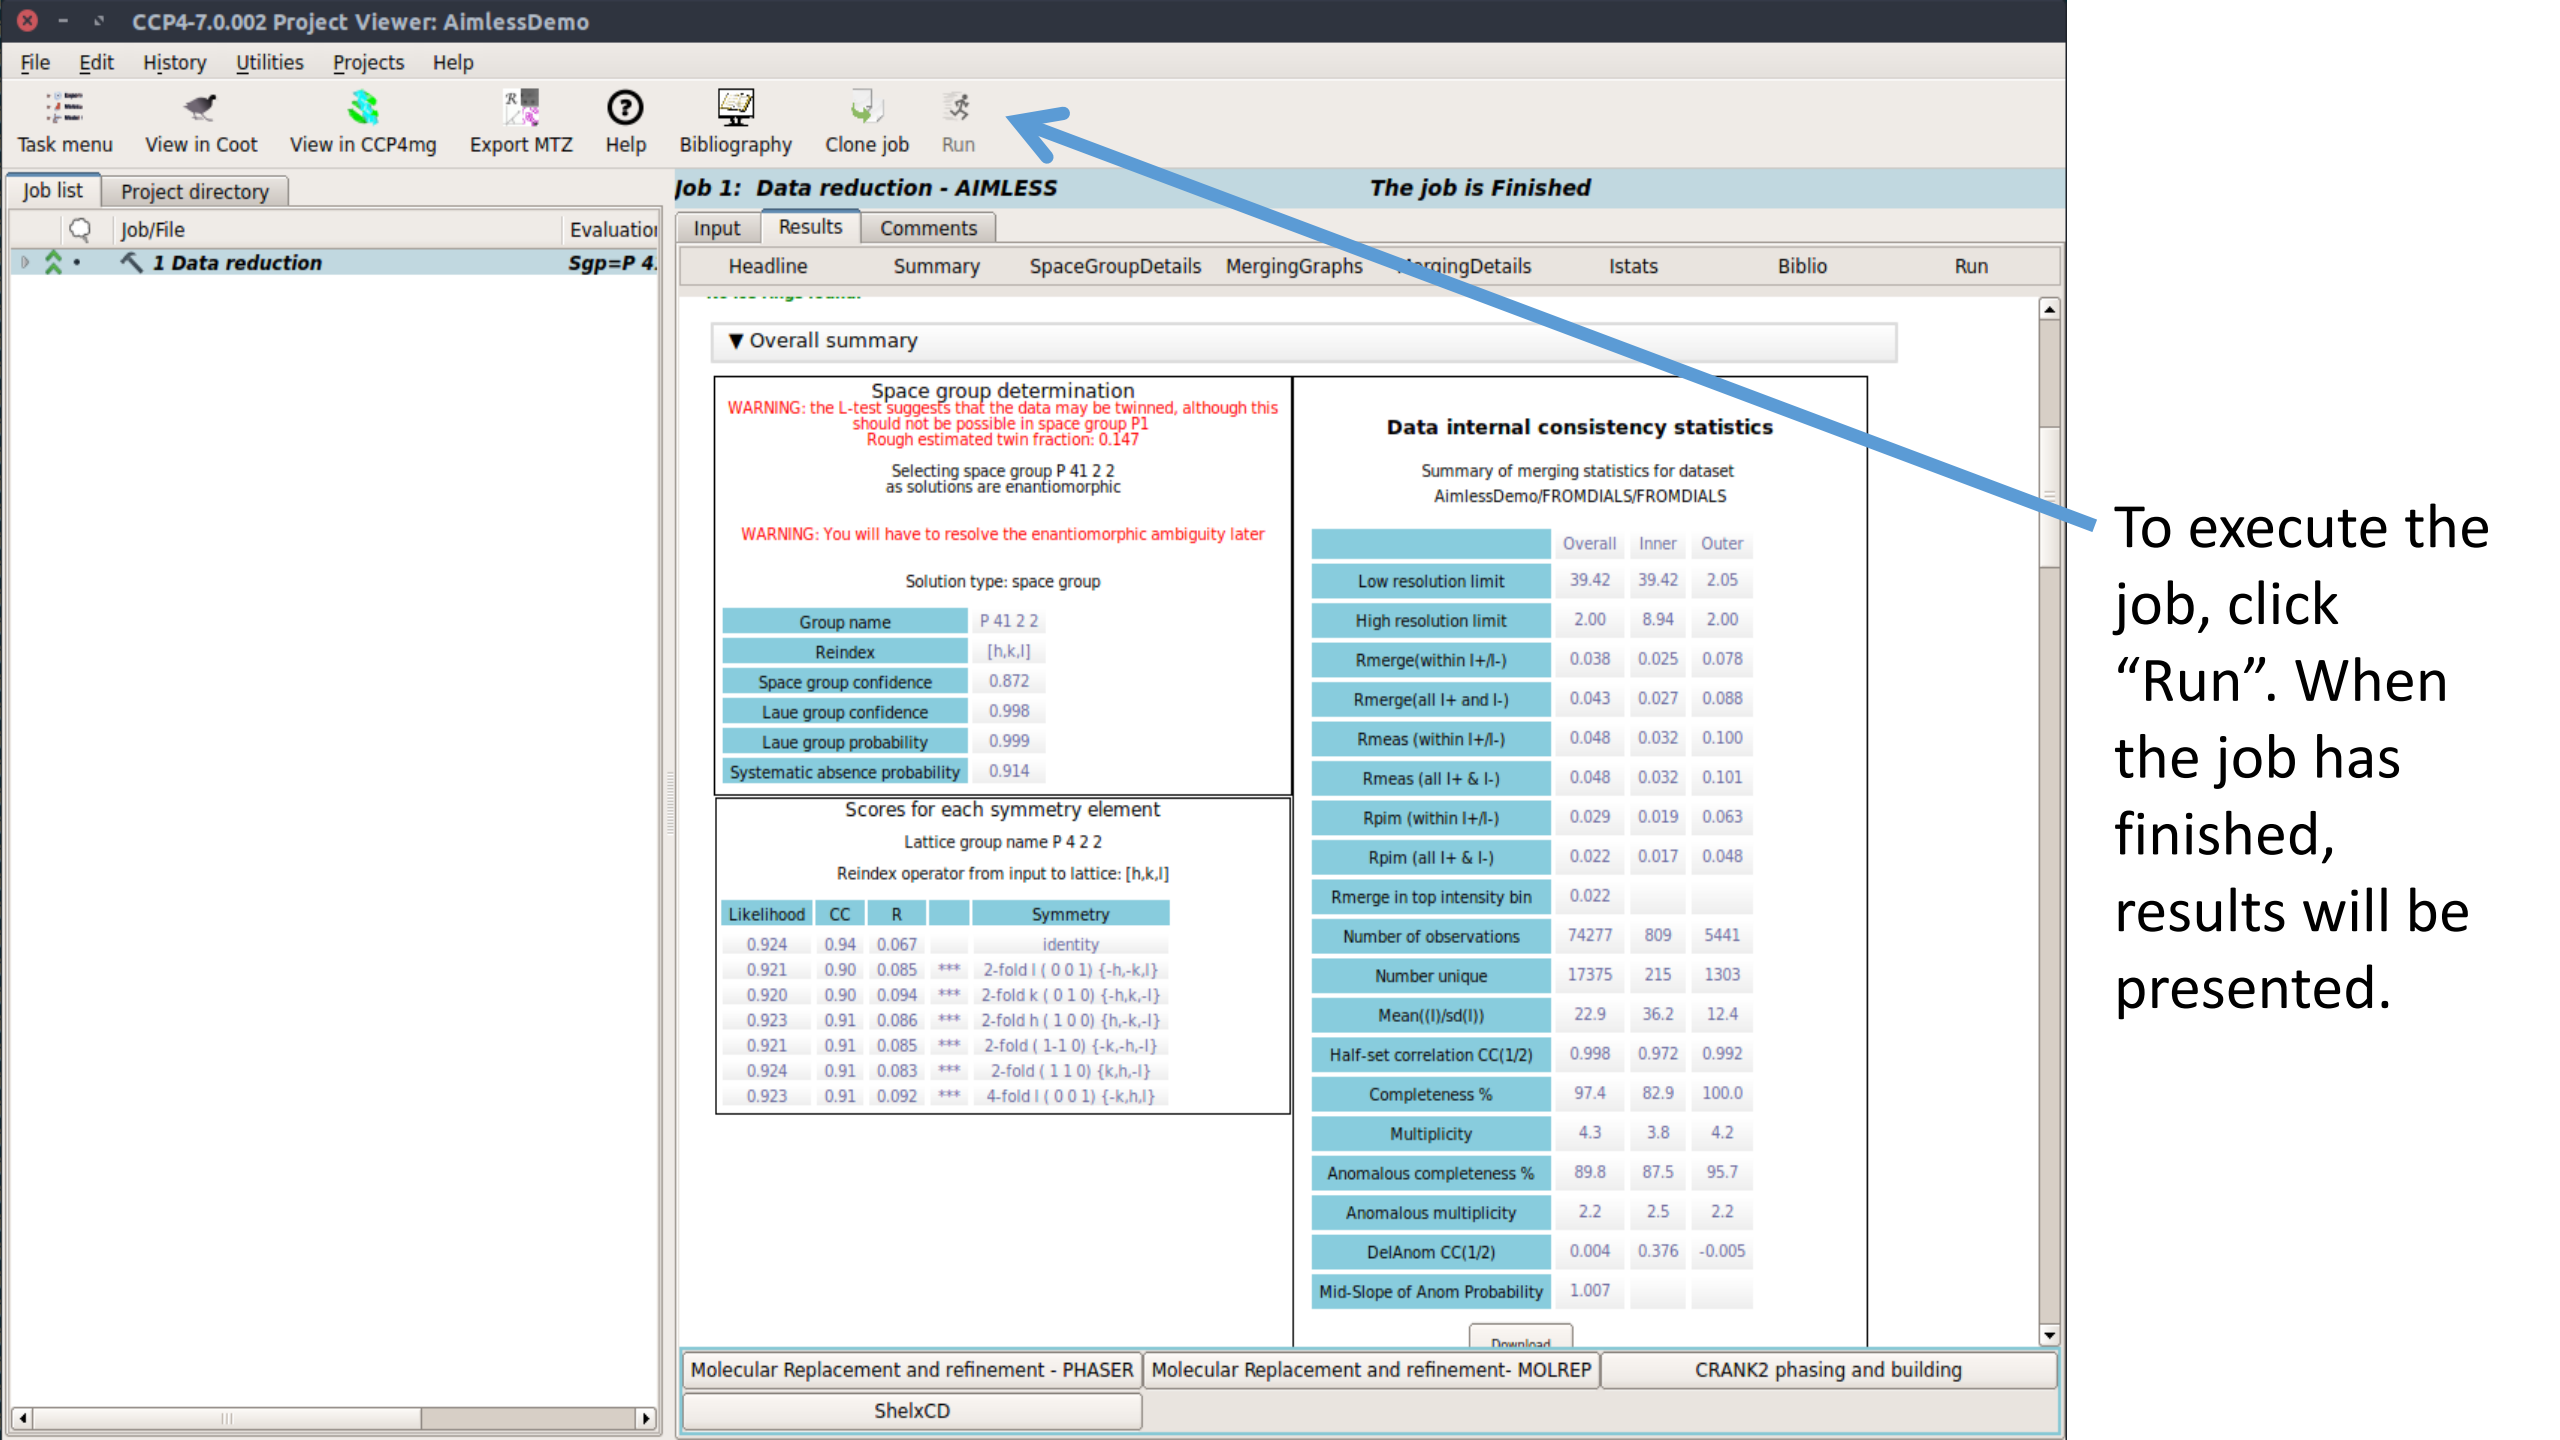 CCP4-7.0.002 Project Viewer: AimlessDemo
File Edit History Utilities Projects Help
Task menu View in Coot View in CCP4mg Export MTZ Help Bibliography Clone job Run
Job list Project directory
Job/File Evaluation
1 Data reduction Sgp=P 4.
Job 1: Data reduction - AIMLESS The job is Finished
Input Results Comments
Headline Summary SpaceGroupDetails MergingGraphs MergingDetails Istats Biblio Run
▼ Overall summary
Space group determination
WARNING: the L-test suggests that the data may be twinned, although this
should not be possible in space group P1
Rough estimated twin fraction: 0.147
Selecting space group P 41 2 2
as solutions are enantiomorphic
WARNING: You will have to resolve the enantiomorphic ambiguity later
Solution type: space group
Group name P 41 2 2
Reindex [h,k,l]
Space group confidence 0.872
Laue group confidence 0.998
Laue group probability 0.999
Systematic absence probability 0.914
Scores for each symmetry element
Lattice group name P 4 2 2
Reindex operator from input to lattice: [h,k,l]
Likelihood CC R Symmetry
0.924 0.94 0.067 identity
0.921 0.90 0.085 *** 2-fold l ( 0 0 1) {-h,-k,l}
0.920 0.90 0.094 *** 2-fold k ( 0 1 0) {-h,k,-l}
0.923 0.91 0.086 *** 2-fold h ( 1 0 0) {h,-k,-l}
0.921 0.91 0.085 *** 2-fold ( 1-1 0) {-k,-h,-l}
0.924 0.91 0.083 *** 2-fold ( 1 1 0) {k,h,-l}
0.923 0.91 0.092 *** 4-fold l ( 0 0 1) {-k,h,l}
Data internal consistency statistics
Summary of merging statistics for dataset
AimlessDemo/FROMDIALS/FROMDIALS
Overall Inner Outer
Low resolution limit 39.42 39.42 2.05
High resolution limit 2.00 8.94 2.00
Rmerge(within I+/I-) 0.038 0.025 0.078
Rmerge(all I+ and I-) 0.043 0.027 0.088
Rmeas (within I+/I-) 0.048 0.032 0.100
Rmeas (all I+ & I-) 0.048 0.032 0.101
Rpim (within I+/I-) 0.029 0.019 0.063
Rpim (all I+ & I-) 0.022 0.017 0.048
Rmerge in top intensity bin 0.022
Number of observations 74277 809 5441
Number unique 17375 215 1303
Mean((I)/sd(I)) 22.9 36.2 12.4
Half-set correlation CC(1/2) 0.998 0.972 0.992
Completeness % 97.4 82.9 100.0
Multiplicity 4.3 3.8 4.2
Anomalous completeness % 89.8 87.5 95.7
Anomalous multiplicity 2.2 2.5 2.2
DelAnom CC(1/2) 0.004 0.376 -0.005
Mid-Slope of Anom Probability 1.007
Download
Molecular Replacement and refinement - PHASER Molecular Replacement and refinement- MOLREP CRANK2 phasing and building
ShelxCD
To execute the
job, click
“Run”. When
the job has
finished,
results will be
presented.